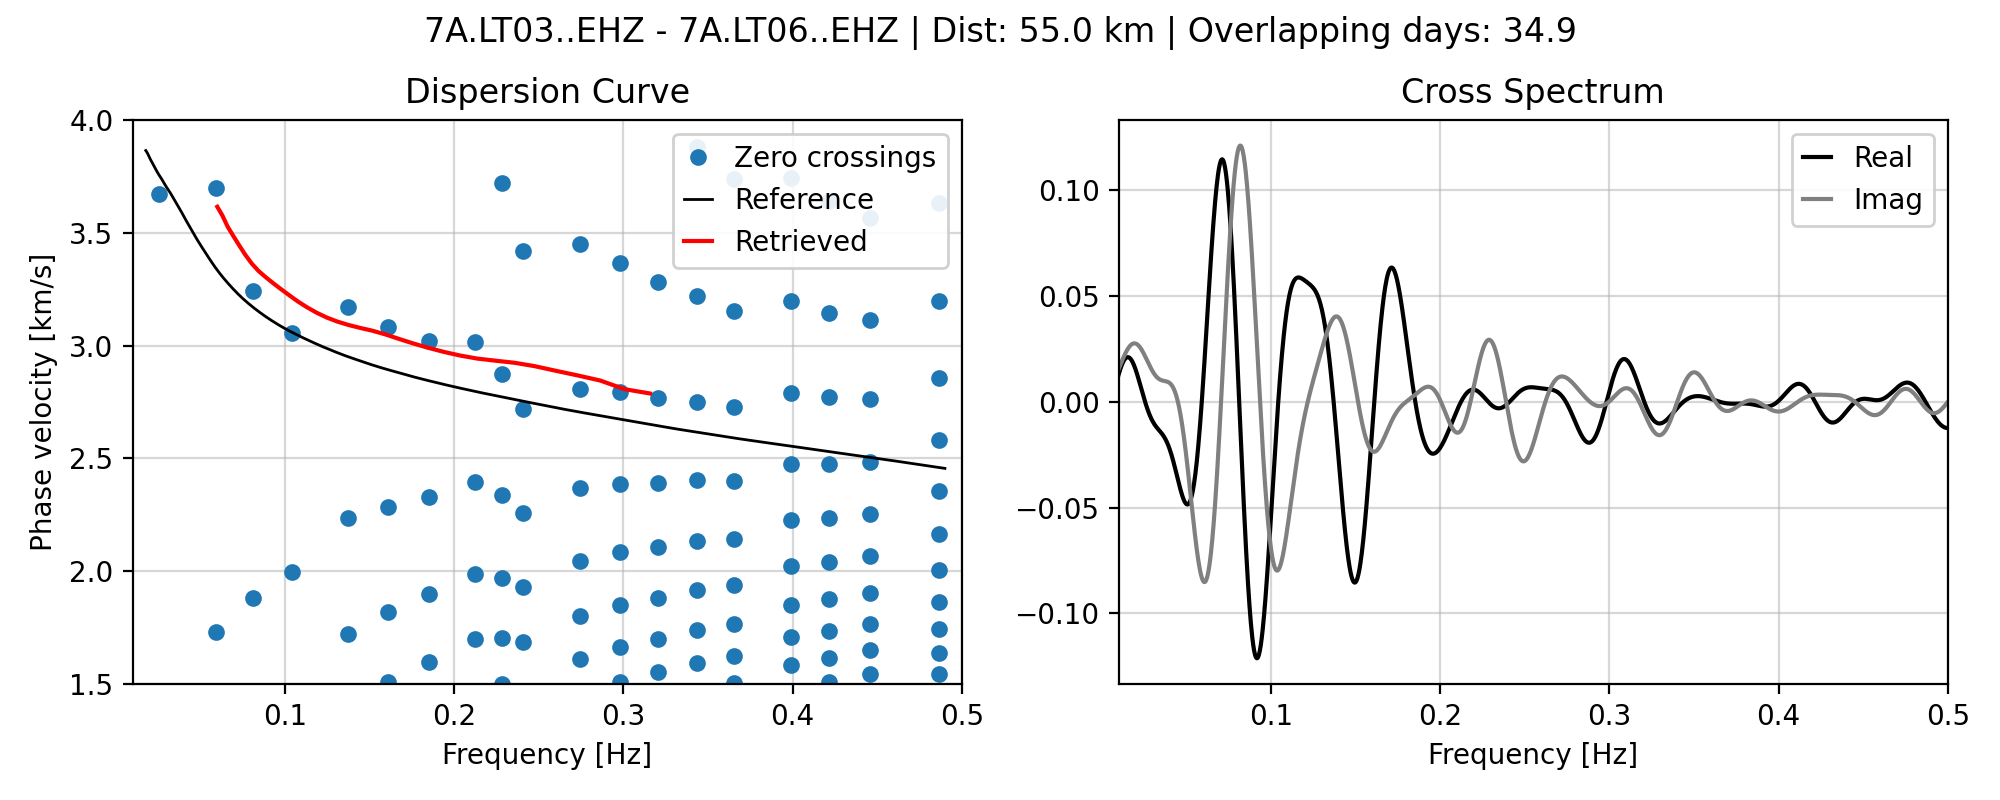 7A.LT03..EHZ - 7A.LT06..EHZ | Dist: 55.0 km | Overlapping days: 34.9
Dispersion Curve
Zero crossings
Reference
Retrieved
4.0
3.5
3.0
2.5
2.0
1.5
Phase velocity [km/s]
0.1 0.2 0.3 0.4 0.5
Frequency [Hz]
Cross Spectrum
Real
Imag
0.10
0.05
0.00
−0.05
−0.10
0.1 0.2 0.3 0.4 0.5
Frequency [Hz]